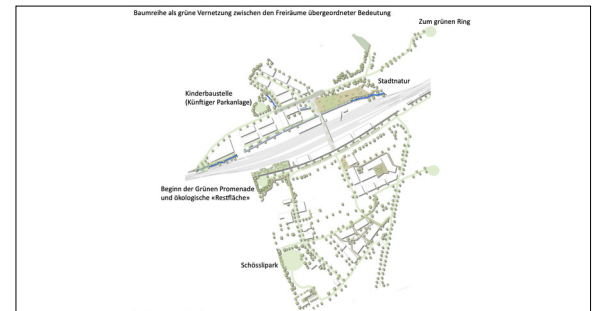 Baumreihe als grüne Vernetzung zwischen den Freiräume übergeordneter Bedeutung
Zum grünen Ring
Stadtnatur
Kinderbaustelle
(Künftiger Parkanlage)
Beginn der Grünen Promenade
und ökologische «Restfläche»
Schösslipark